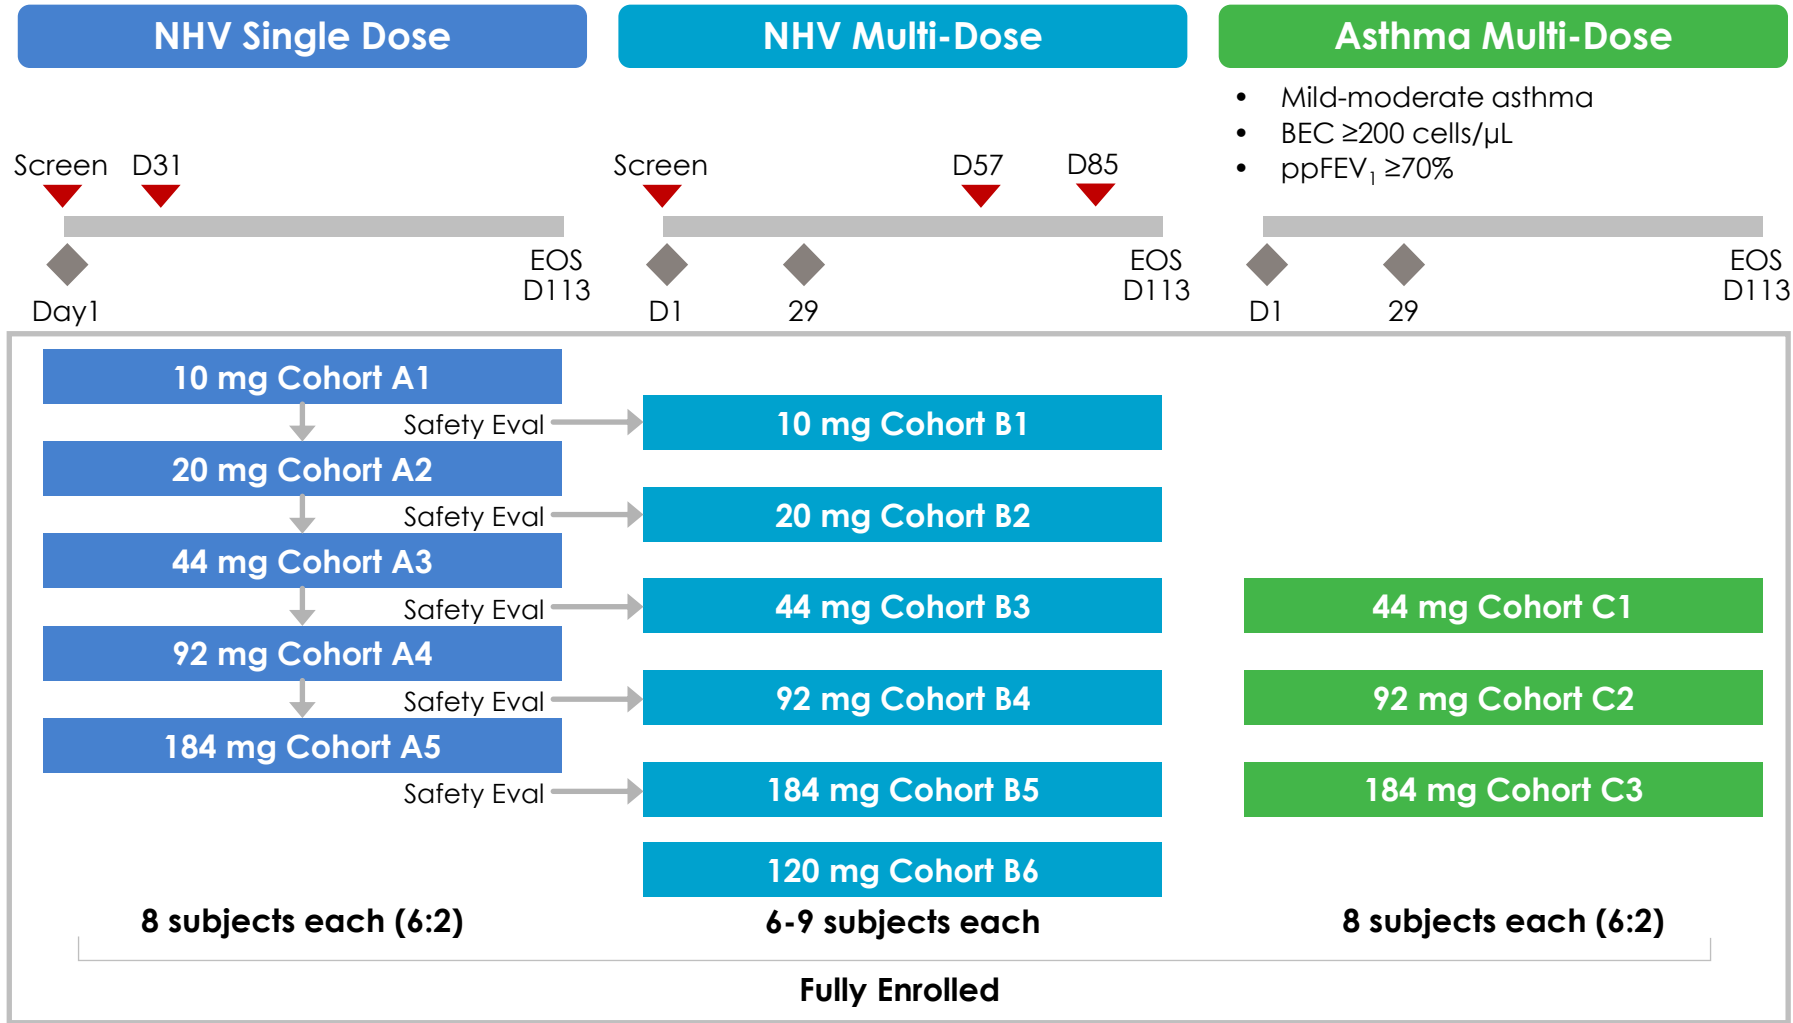 NHV Single Dose
NHV Multi-Dose
Asthma Multi-Dose
• Mild-moderate asthma
• BEC ≥200 cells/µL
• ppFEV₁ ≥70%
Screen
D31
Screen
D57
D85
Day1
EOS
D113
D1
29
EOS
D113
D1
29
EOS
D113
10 mg Cohort A1
Safety Eval
20 mg Cohort A2
Safety Eval
44 mg Cohort A3
Safety Eval
92 mg Cohort A4
Safety Eval
184 mg Cohort A5
Safety Eval
8 subjects each (6:2)
10 mg Cohort B1
20 mg Cohort B2
44 mg Cohort B3
92 mg Cohort B4
184 mg Cohort B5
120 mg Cohort B6
6-9 subjects each
44 mg Cohort C1
92 mg Cohort C2
184 mg Cohort C3
8 subjects each (6:2)
Fully Enrolled